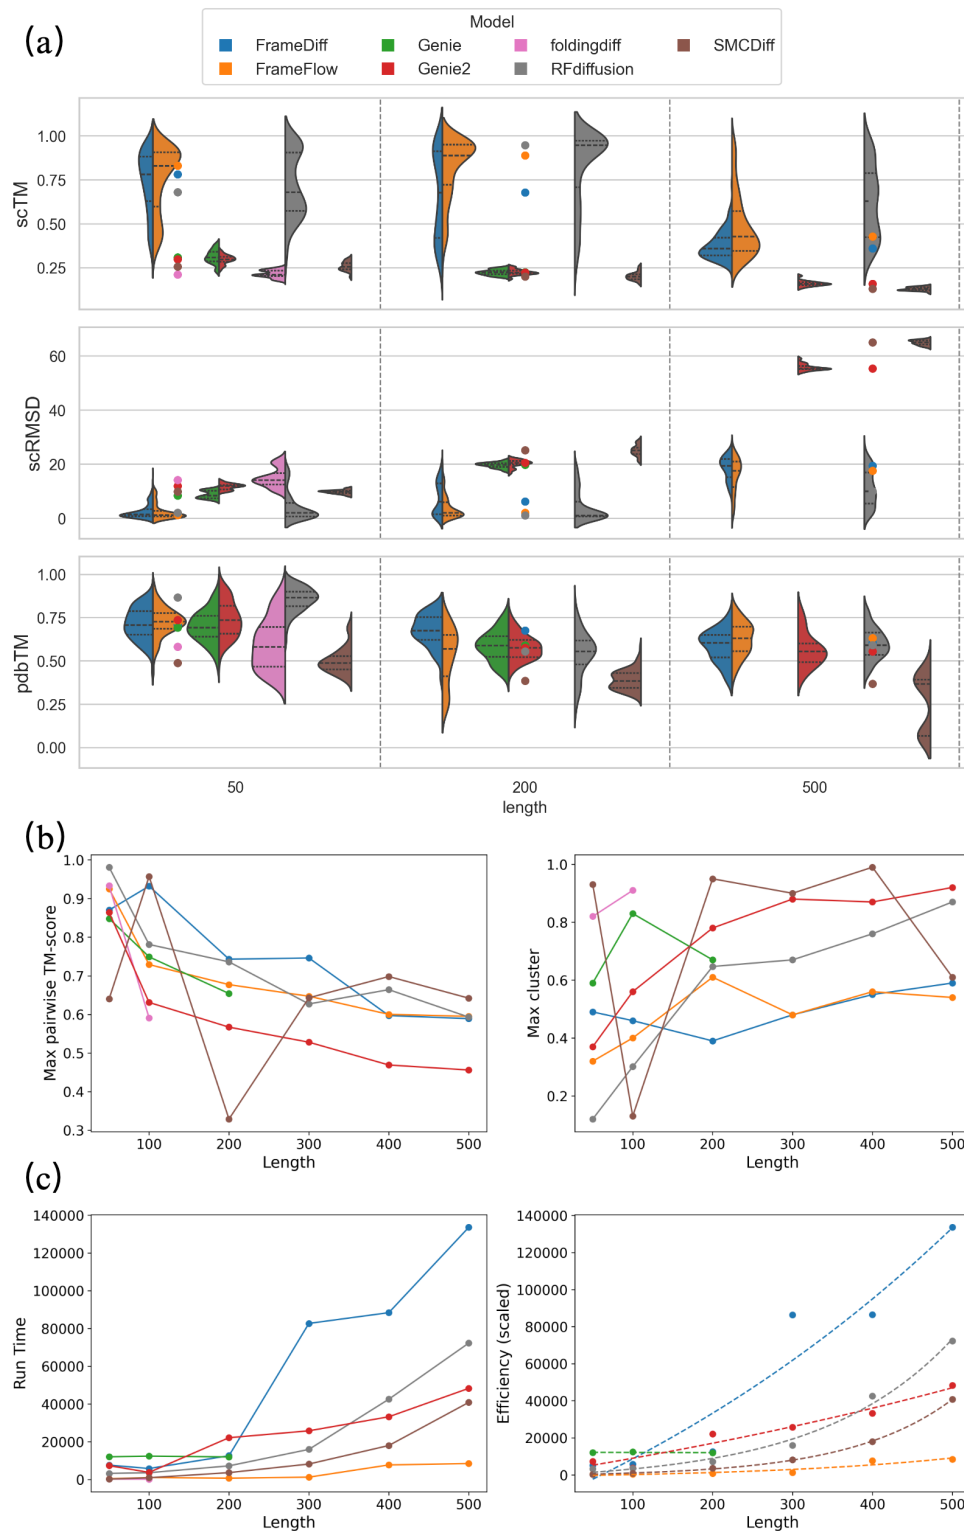 (a)
Model
FrameDiff
Genie
foldingdiff
SMCDiff
FrameFlow
Genie2
RFdiffusion
1.00
0.75
0.50
0.25
scTM
60
40
20
0
scRMSD
1.00
0.75
0.50
0.25
0.00
pdbTM
50
200
500
length
(b)
1.0
0.9
0.8
0.7
0.6
0.5
0.4
0.3
Max pairwise TM-score
100
200
300
400
500
Length
1.0
0.8
0.6
0.4
0.2
Max cluster
100
200
300
400
500
Length
(c)
140000
120000
100000
80000
60000
40000
20000
0
Run Time
100
200
300
400
500
Length
140000
120000
100000
80000
60000
40000
20000
0
Efficiency (scaled)
100
200
300
400
500
Length